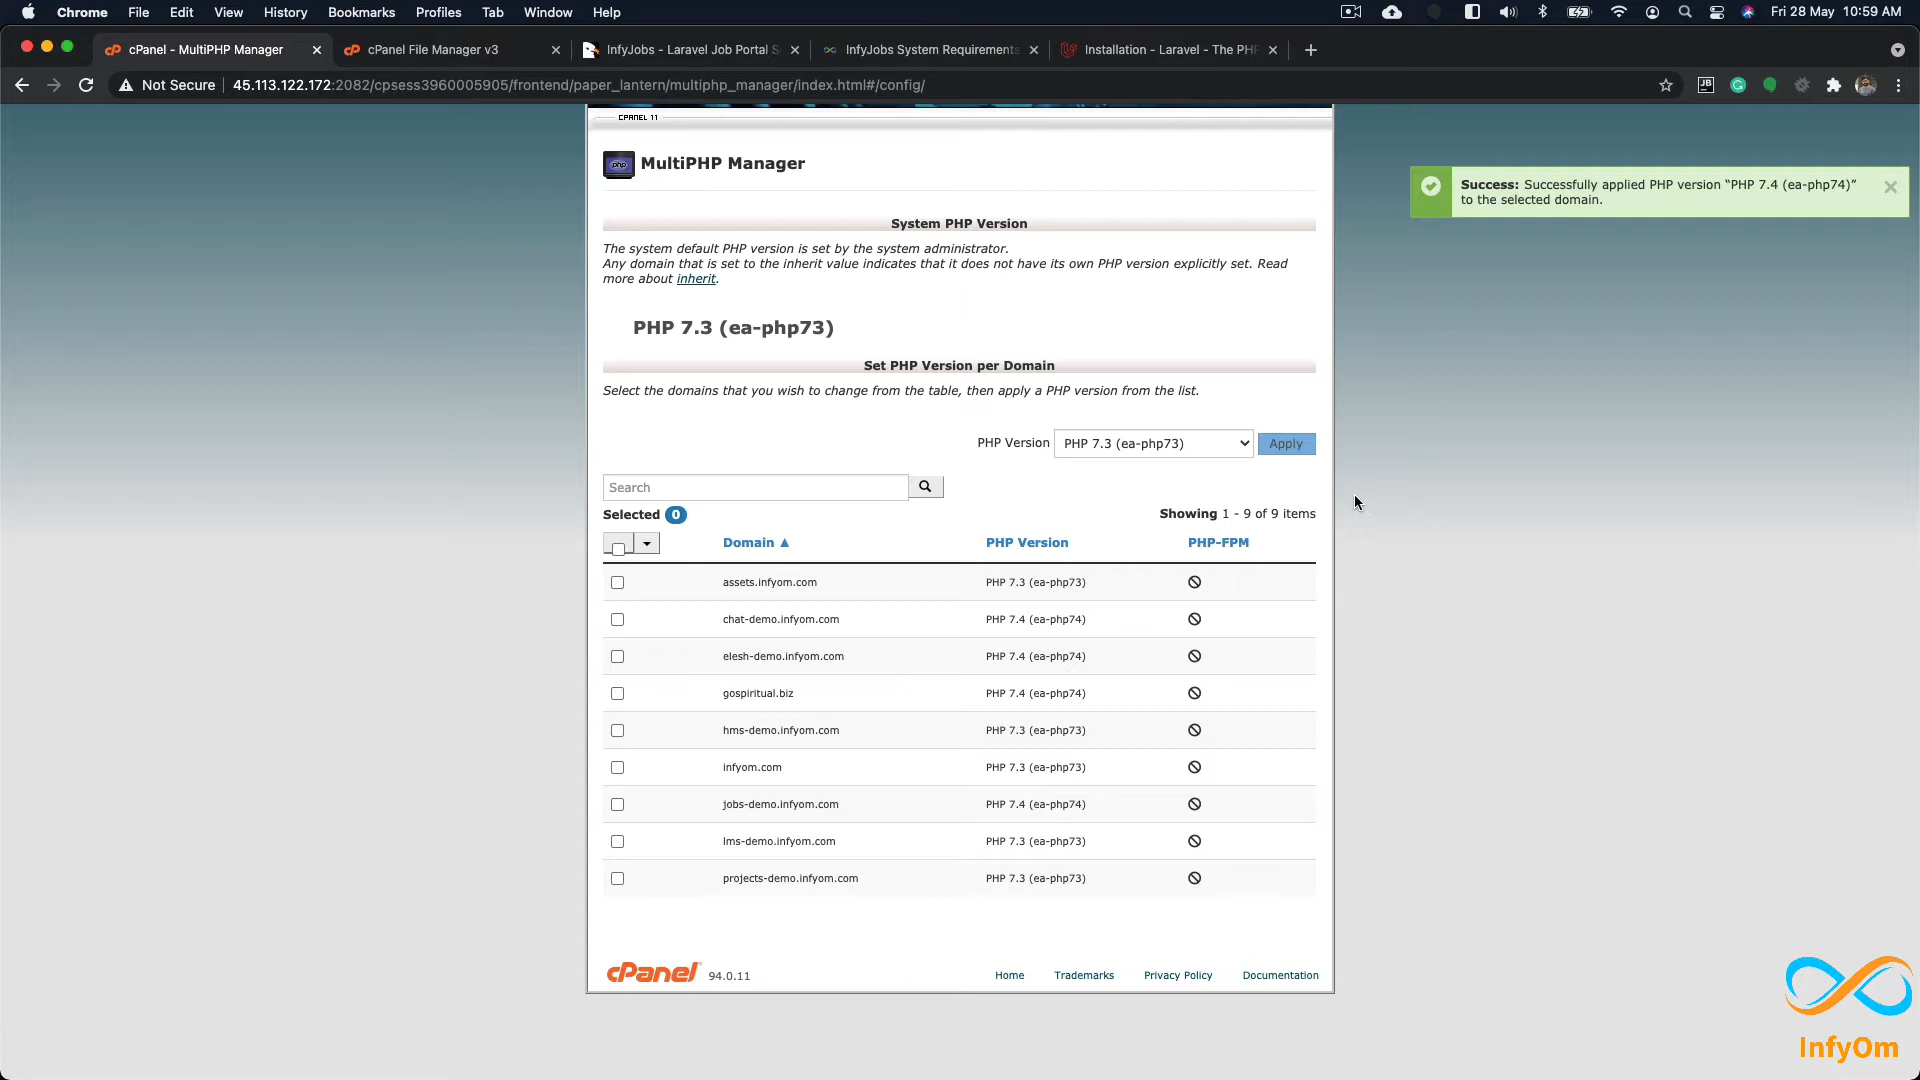 Chrome File Edit View History Bookmarks Profiles Tab Window Help Fri 28 May 10:59 AM
cPanel - MultiPHP Manager cPanel File Manager v3 InfyJobs - Laravel Job Portal S InfyJobs System Requirements Installation - Laravel - The PHP
Not Secure 45.113.122.172:2082/cpsess3960005905/frontend/paper_lantern/multiphp_manager/index.html#/config/
CPANEL 11
php MultiPHP Manager
Success: Successfully applied PHP version “PHP 7.4 (ea-php74)”
to the selected domain.
System PHP Version
The system default PHP version is set by the system administrator.
Any domain that is set to the inherit value indicates that it does not have its own PHP version explicitly set. Read
more about inherit.
PHP 7.3 (ea-php73)
Set PHP Version per Domain
Select the domains that you wish to change from the table, then apply a PHP version from the list.
PHP Version PHP 7.3 (ea-php73) Apply
Search
Selected 0 Showing 1 - 9 of 9 items
Domain ▲ PHP Version PHP-FPM
assets.infyom.com PHP 7.3 (ea-php73)
chat-demo.infyom.com PHP 7.4 (ea-php74)
elesh-demo.infyom.com PHP 7.4 (ea-php74)
gospiritual.biz PHP 7.4 (ea-php74)
hms-demo.infyom.com PHP 7.3 (ea-php73)
infyom.com PHP 7.3 (ea-php73)
jobs-demo.infyom.com PHP 7.4 (ea-php74)
lms-demo.infyom.com PHP 7.3 (ea-php73)
projects-demo.infyom.com PHP 7.3 (ea-php73)
cPanel 94.0.11 Home Trademarks Privacy Policy Documentation
InfyOm